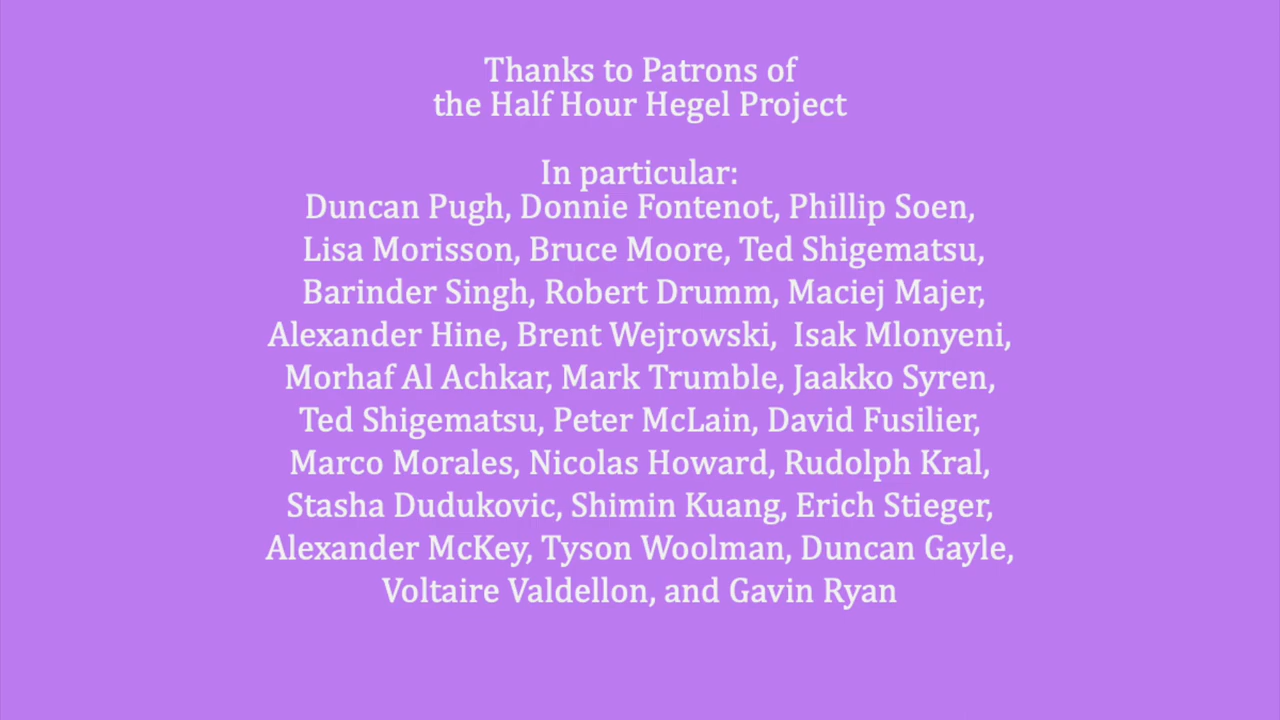 Thanks to Patrons of
the Half Hour Hegel Project
In particular:
Duncan Pugh, Donnie Fontenot, Phillip Soen,
Lisa Morisson, Bruce Moore, Ted Shigematsu,
Barinder Singh, Robert Drumm, Maciej Majer,
Alexander Hine, Brent Wejrowski,  Isak Mlonyeni,
Morhaf Al Achkar, Mark Trumble, Jaakko Syren,
Ted Shigematsu, Peter McLain, David Fusilier,
Marco Morales, Nicolas Howard, Rudolph Kral,
Stasha Dudukovic, Shimin Kuang, Erich Stieger,
Alexander McKey, Tyson Woolman, Duncan Gayle,
Voltaire Valdellon, and Gavin Ryan